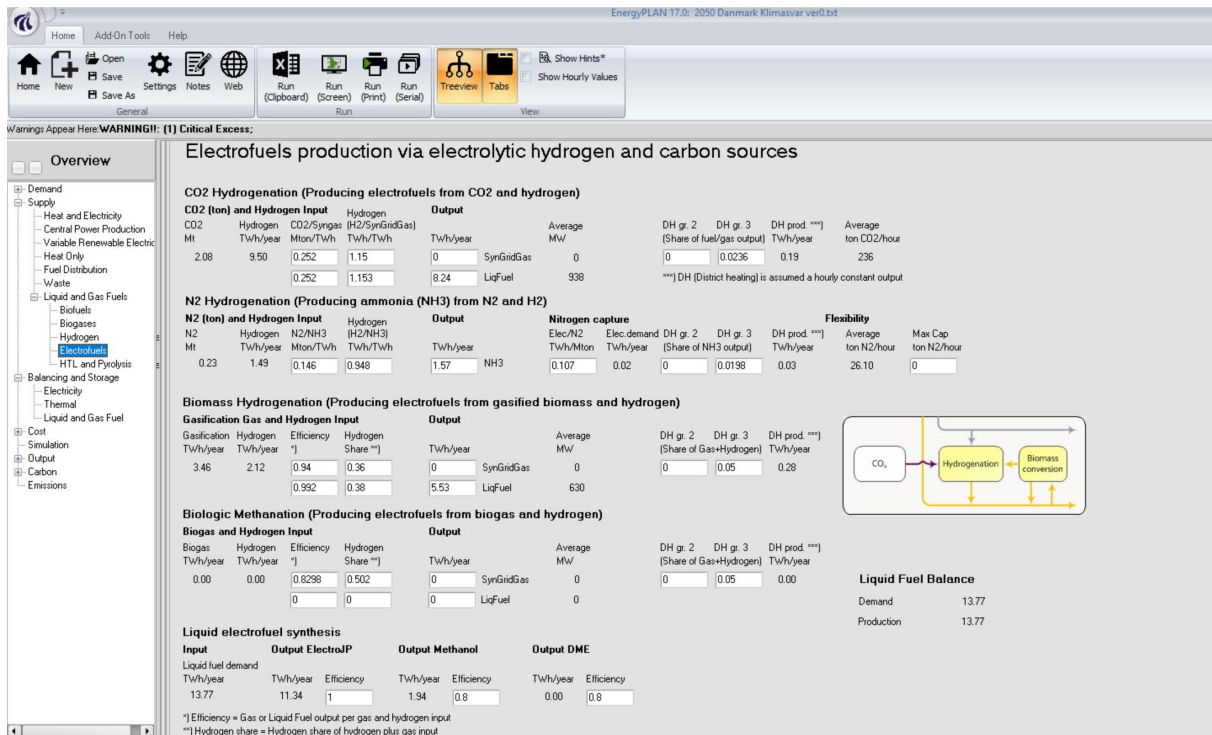 EnergyPLAN 17.0: 2050 Danmark Klimasvar ver0.txt
Home Add-On Tools Help
Home New Open Save Save As Settings Notes Web
General
Run (Clipboard) Run (Screen) Run (Print) Run (Serial)
Run
Treeview Tabs Show Hints* Show Hourly Values
View
Warnings Appear Here:WARNING!!: (1) Critical Excess;
Overview
Demand
Supply
Heat and Electricity
Central Power Production
Variable Renewable Electric
Heat Only
Fuel Distribution
Waste
Liquid and Gas Fuels
Biofuels
Biogases
Hydrogen
Electrofuels
HTL and Pyrolysis
Balancing and Storage
Electricity
Thermal
Liquid and Gas Fuel
Cost
Simulation
Output
Carbon
Emissions
Electrofuels production via electrolytic hydrogen and carbon sources
CO2 Hydrogenation (Producing electrofuels from CO2 and hydrogen)
CO2 (ton) and Hydrogen Input Hydrogen Output
CO2 Hydrogen CO2/Syngas (H2/SynGridGas) Average DH gr. 2 DH gr. 3 DH prod. ***) Average
Mt TWh/year Mton/TWh TWh/TWh TWh/year MW (Share of fuel/gas output) TWh/year ton CO2/hour
2.08 9.50 0.252 1.15 0 SynGridGas 0 0 0.0236 0.19 236
0.252 1.153 8.24 LiqFuel 938 ***) DH (District heating) is assumed a hourly constant output
N2 Hydrogenation (Producing ammonia (NH3) from N2 and H2)
N2 (ton) and Hydrogen Input Hydrogen Output Nitrogen capture Flexibility
N2 Hydrogen N2/NH3 (H2/NH3) Elec/N2 Elec.demand DH gr. 2 DH gr. 3 DH prod. ***) Average Max Cap
Mt TWh/year Mton/TWh TWh/TWh TWh/year TWh/Mton TWh/year (Share of NH3 output) TWh/year ton N2/hour ton N2/hour
0.23 1.49 0.146 0.948 1.57 NH3 0.107 0.02 0 0.0198 0.03 26.10 0
Biomass Hydrogenation (Producing electrofuels from gasified biomass and hydrogen)
Gasification Gas and Hydrogen Input Output
Gasification Hydrogen Efficiency Hydrogen Average DH gr. 2 DH gr. 3 DH prod. ***)
TWh/year TWh/year *) Share **) TWh/year MW (Share of Gas+Hydrogen) TWh/year
3.46 2.12 0.94 0.36 0 SynGridGas 0 0 0.05 0.28
0.992 0.38 5.53 LiqFuel 630
CO₂ Hydrogenation Biomass conversion
Biologic Methanation (Producing electrofuels from biogas and hydrogen)
Biogas and Hydrogen Input Output
Biogas Hydrogen Efficiency Hydrogen Average DH gr. 2 DH gr. 3 DH prod. ***)
TWh/year TWh/year *) Share **) TWh/year MW (Share of Gas+Hydrogen) TWh/year
0.00 0.00 0.8298 0.502 0 SynGridGas 0 0 0.05 0.00
0 0 0 LiqFuel 0
Liquid Fuel Balance
Demand 13.77
Production 13.77
Liquid electrofuel synthesis
Input Output ElectroJP Output Methanol Output DME
Liquid fuel demand
TWh/year TWh/year Efficiency TWh/year Efficiency TWh/year Efficiency
13.77 11.34 1 1.94 0.8 0.00 0.8
*) Efficiency = Gas or Liquid Fuel output per gas and hydrogen input
**) Hydrogen share = Hydrogen share of hydrogen plus gas input